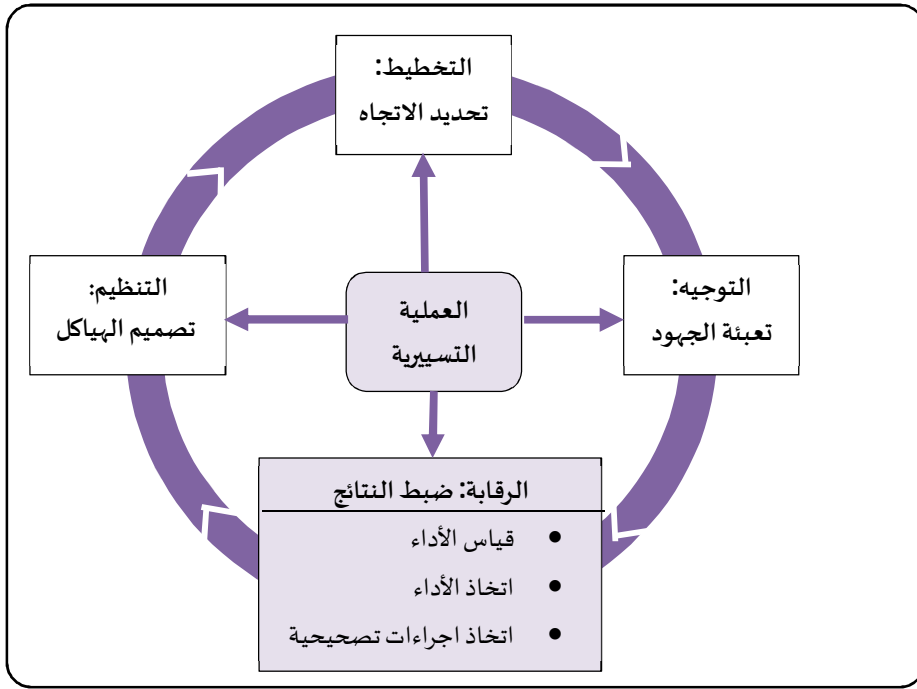 التخطيط:
تحديد الاتجاه
التوجيه:
تعبئة الجهود
العملية
التسييرية
التنظيم:
تصميم الهياكل
الرقابة: ضبط النتائج
● قياس الأداء
● اتخاذ الأداء
● اتخاذ اجراءات تصحيحية